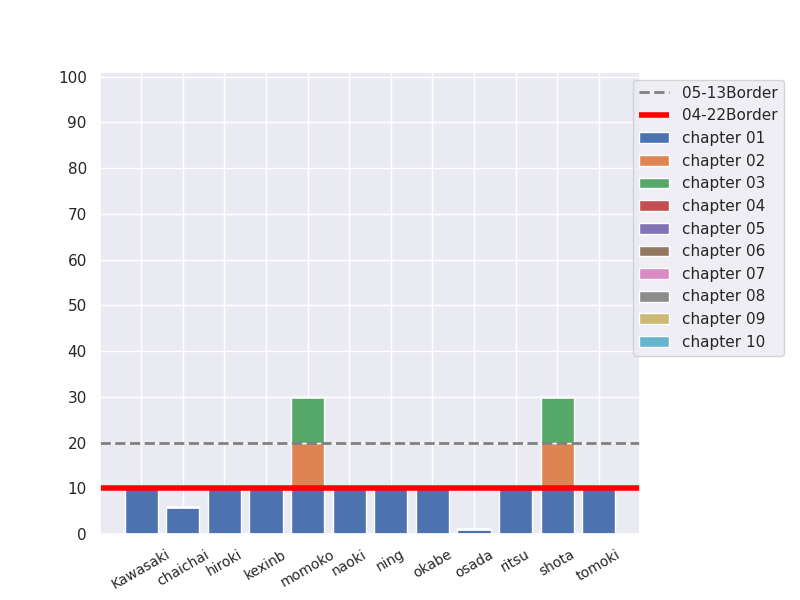 100
90
80
70
60
50
40
30
20
10
0
Kawasaki
chaichai
hiroki
kexinb
momoko
naoki
ning
okabe
osada
ritsu
shota
tomoki
05-13Border
04-22Border
chapter 01
chapter 02
chapter 03
chapter 04
chapter 05
chapter 06
chapter 07
chapter 08
chapter 09
chapter 10